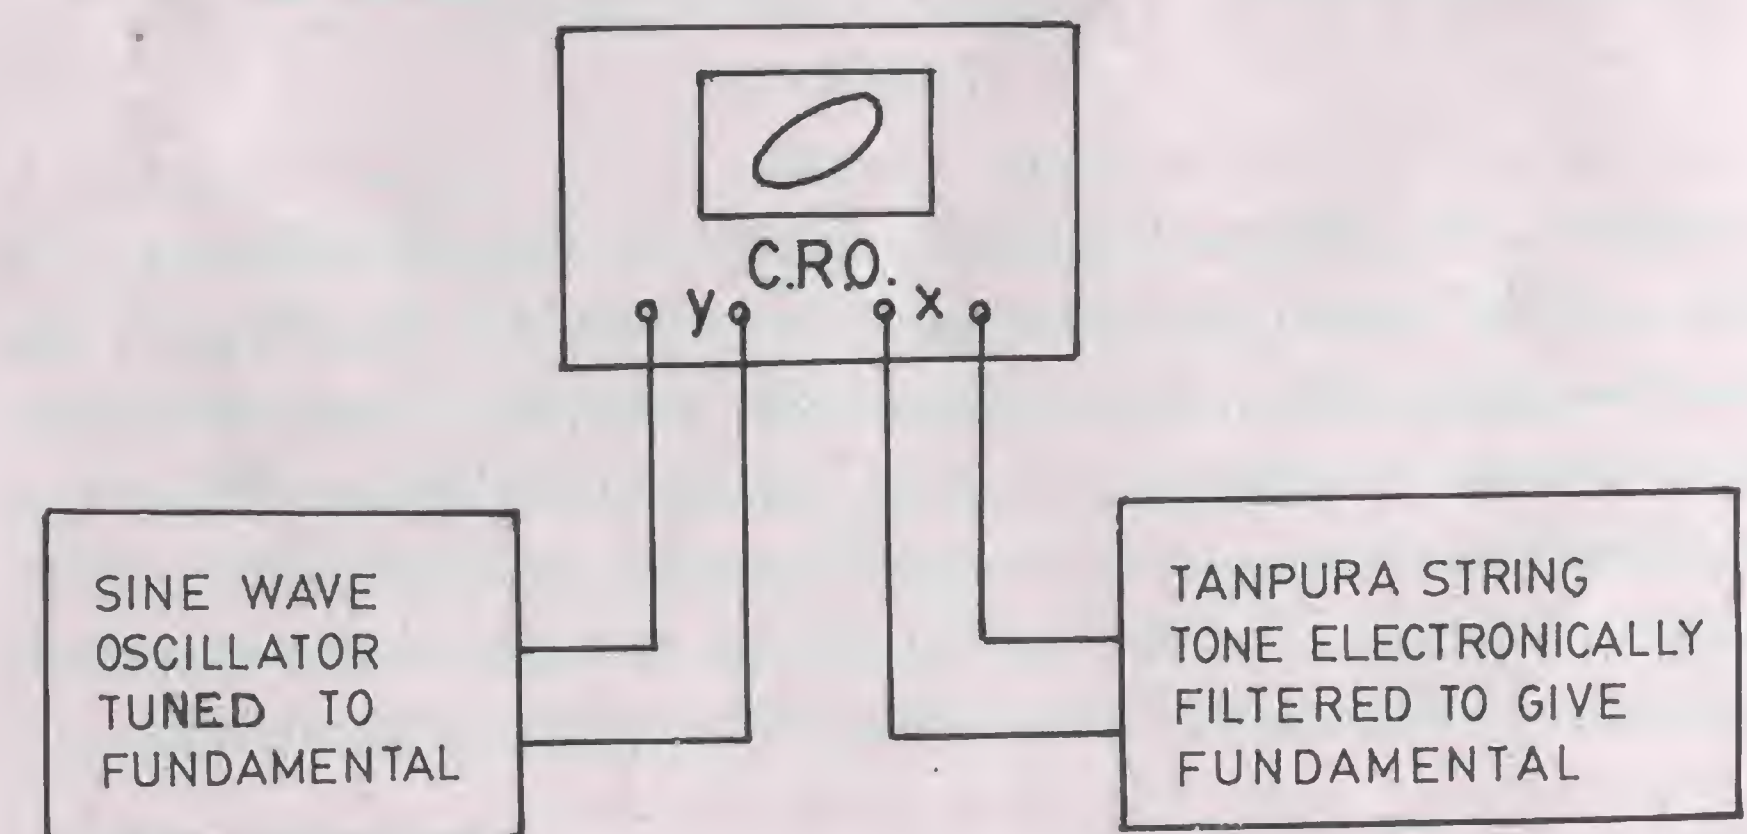 C.R.O.
y x
SINE WAVE
OSCILLATOR
TUNED TO
FUNDAMENTAL
TANPURA STRING
TONE ELECTRONICALLY
FILTERED TO GIVE
FUNDAMENTAL